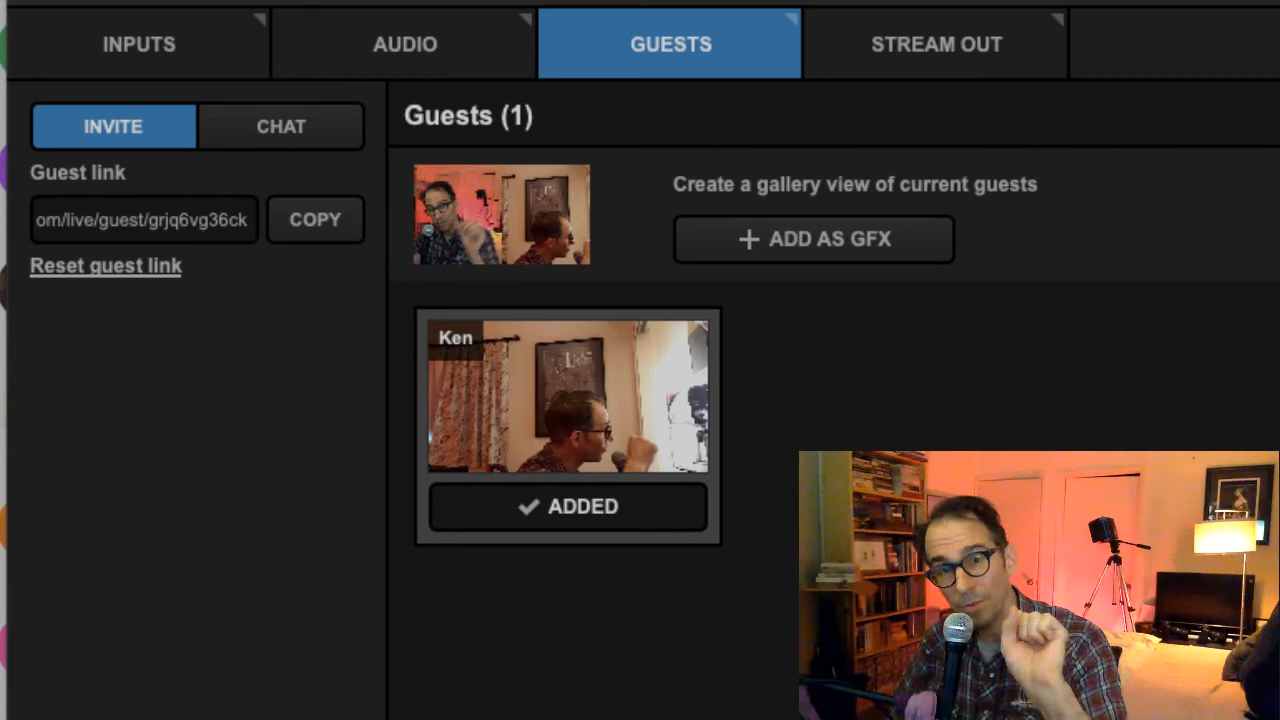 INPUTS
AUDIO
GUESTS
STREAM OUT
INVITE
CHAT
Guest link
om/live/guest/grjq6vg36ck
COPY
Reset guest link
Guests (1)
Create a gallery view of current guests
+ ADD AS GFX
Ken
✓ ADDED